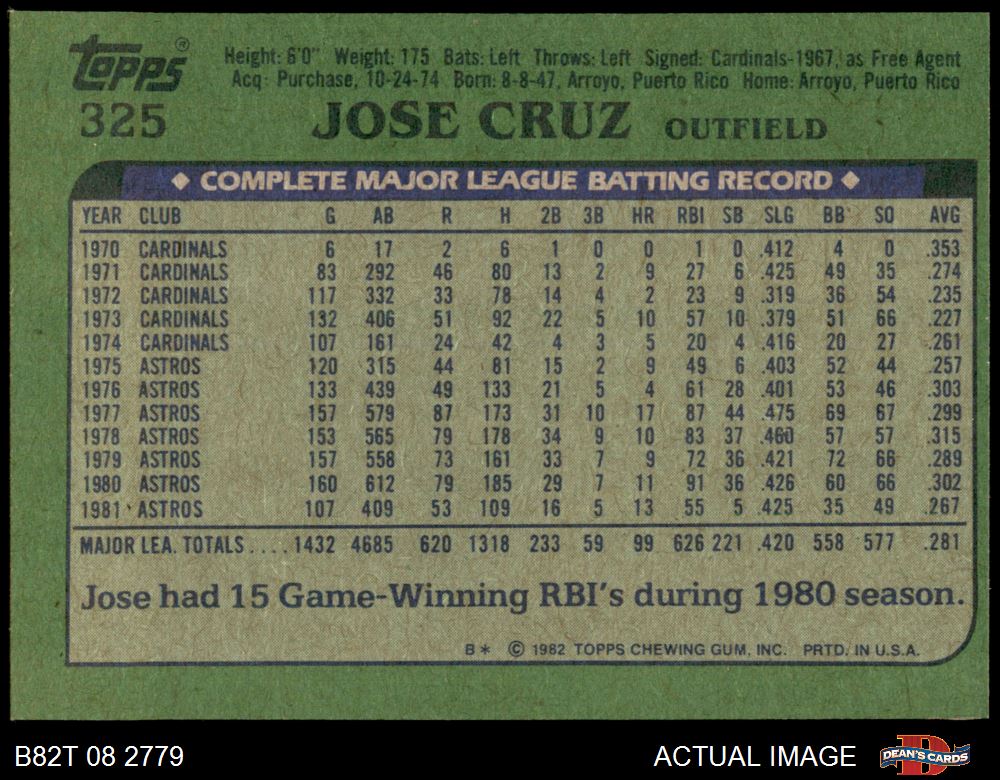 Topps® Height: 6'0" Weight: 175 Bats: Left Throws: Left Signed: Cardinals-1967, as Free Agent
Acq: Purchase, 10-24-74 Born: 8-8-47, Arroyo, Puerto Rico Home: Arroyo, Puerto Rico
325 JOSE CRUZ OUTFIELD
◆ COMPLETE MAJOR LEAGUE BATTING RECORD ◆
YEAR CLUB G AB R H 2B 3B HR RBI SB SLG BB SO AVG
1970 CARDINALS 6 17 2 6 1 0 0 1 0 .412 4 0 .353
1971 CARDINALS 83 292 46 80 13 2 9 27 6 .425 49 35 .274
1972 CARDINALS 117 332 33 78 14 4 2 23 9 .319 36 54 .235
1973 CARDINALS 132 406 51 92 22 5 10 57 10 .379 51 66 .227
1974 CARDINALS 107 161 24 42 4 3 5 20 4 .416 20 27 .261
1975 ASTROS 120 315 44 81 15 2 9 49 6 .403 52 44 .257
1976 ASTROS 133 439 49 133 21 5 4 61 28 .401 53 46 .303
1977 ASTROS 157 579 87 173 31 10 17 87 44 .475 69 67 .299
1978 ASTROS 153 565 79 178 34 9 10 83 37 .460 57 57 .315
1979 ASTROS 157 558 73 161 33 7 9 72 36 .421 72 66 .289
1980 ASTROS 160 612 79 185 29 7 11 91 36 .426 60 66 .302
1981 ASTROS 107 409 53 109 16 5 13 55 5 .425 35 49 .267
MAJOR LEA. TOTALS .... 1432 4685 620 1318 233 59 99 626 221 .420 558 577 .281
Jose had 15 Game-Winning RBI's during 1980 season.
B* © 1982 TOPPS CHEWING GUM, INC. PRTD. IN U.S.A.
B82T 08 2779 ACTUAL IMAGE DEAN'S CARDS